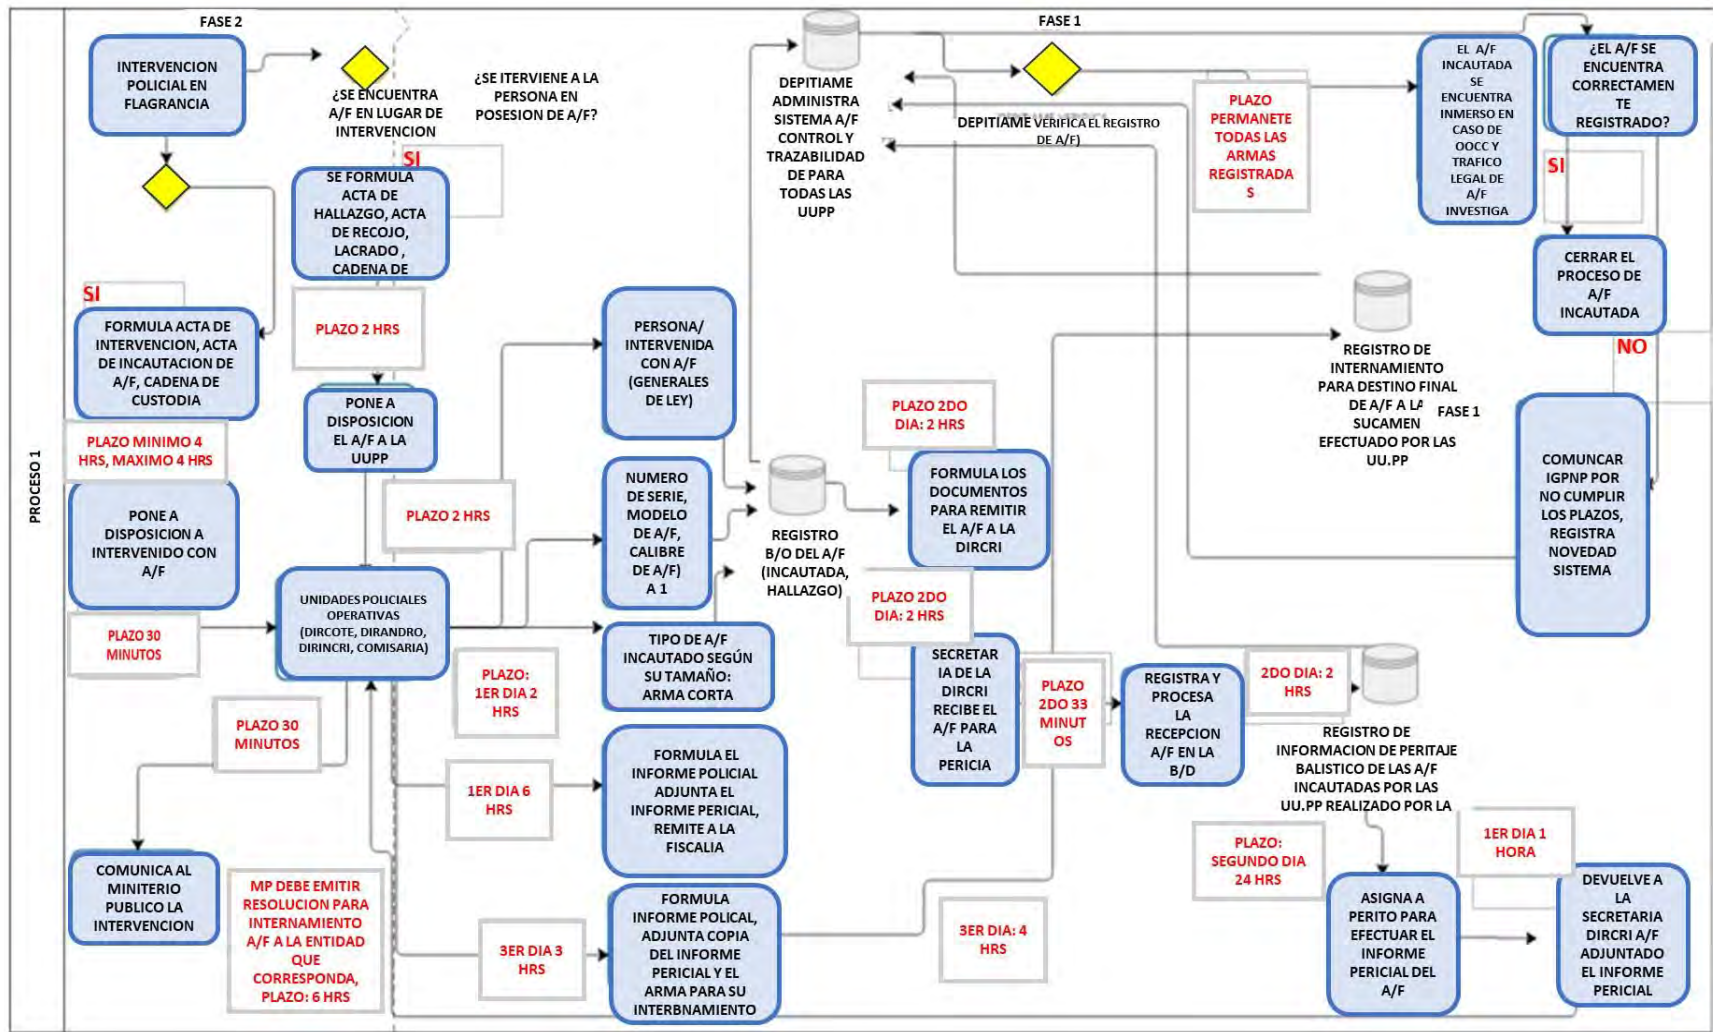 FASE 2
FASE 1
PROCESO 1
INTERVENCION
POLICIAL EN
FLAGRANCIA
¿SE ENCUENTRA
A/F EN LUGAR DE
INTERVENCION
¿SE ITERVIENE A LA
PERSONA EN
POSESION DE A/F?
SI
SE FORMULA
ACTA DE
HALLAZGO, ACTA
DE RECOJO,
LACRADO ,
CADENA DE
PLAZO 2 HRS
SI
FORMULA ACTA DE
INTERVENCION, ACTA
DE INCAUTACION DE
A/F, CADENA DE
CUSTODIA
PLAZO MINIMO 4
HRS, MAXIMO 4 HRS
PONE A
DISPOSICION A
INTERVENIDO CON
A/F
PLAZO 30
MINUTOS
PONE A
DISPOSICION
EL A/F A LA
UUPP
PLAZO 2 HRS
UNIDADES POLICIALES
OPERATIVAS
(DIRCOTE, DIRANDRO,
DIRINCRI, COMISARIA)
PLAZO:
1ER DIA 2
HRS
PLAZO 30
MINUTOS
COMUNICA AL
MINITERIO
PUBLICO LA
INTERVENCION
MP DEBE EMITIR
RESOLUCION PARA
INTERNAMIENTO
A/F A LA ENTIDAD
QUE
CORRESPONDA,
PLAZO: 6 HRS
1ER DIA 6
HRS
3ER DIA 3
HRS
PERSONA/
INTERVENIDA
CON A/F
(GENERALES
DE LEY)
NUMERO
DE SERIE,
MODELO
DE A/F,
CALIBRE
DE A/F)
A 1
TIPO DE A/F
INCAUTADO SEGÚN
SU TAMAÑO:
ARMA CORTA
FORMULA EL
INFORME POLICIAL
ADJUNTA EL
INFORME PERICIAL,
REMITE A LA
FISCALIA
FORMULA
INFORME POLICAL,
ADJUNTA COPIA
DEL INFORME
PERICIAL Y EL
ARMA PARA SU
INTERBNAMIENTO
DEPITIAME
ADMINISTRA
SISTEMA A/F
CONTROL Y
TRAZABILIDAD
DE PARA
TODAS LAS
UUPP
DEPITIAME VERIFICA EL REGISTRO
DE A/F)
PLAZO
PERMANETE
TODAS LAS
ARMAS
REGISTRADA
S
EL A/F
INCAUTADA
SE
ENCUENTRA
INMERSO EN
CASO DE
OOCC Y
TRAFICO
LEGAL DE
A/F
INVESTIGA
¿EL A/F SE
ENCUENTRA
CORRECTAMEN
TE
REGISTRADO?
SI
CERRAR EL
PROCESO DE
A/F
INCAUTADA
NO
COMUNCAR
IGPNP POR
NO CUMPLIR
LOS PLAZOS,
REGISTRA
NOVEDAD
SISTEMA
REGISTRO DE
INTERNAMIENTO
PARA DESTINO FINAL
DE A/F A LA
SUCAMEN
EFECTUADO POR LAS
UU.PP
FASE 1
REGISTRO
B/O DEL A/F
(INCAUTADA,
HALLAZGO)
PLAZO 2DO
DIA: 2 HRS
FORMULA LOS
DOCUMENTOS
PARA REMITIR
EL A/F A LA
DIRCRI
PLAZO 2DO
DIA: 2 HRS
SECRETAR
IA DE LA
DIRCRI
RECIBE EL
A/F PARA
LA
PERICIA
PLAZO
2DO 33
MINUT
OS
REGISTRA Y
PROCESA
LA
RECEPCION
A/F EN LA
B/D
2DO DIA: 2
HRS
REGISTRO DE
INFORMACION DE PERITAJE
BALISTICO DE LAS A/F
INCAUTADAS POR LAS
UU.PP REALIZADO POR LA
PLAZO:
SEGUNDO DIA
24 HRS
3ER DIA: 4
HRS
ASIGNA A
PERITO PARA
EFECTUAR EL
INFORME
PERICIAL DEL
A/F
1ER DIA 1
HORA
DEVUELVE A
LA
SECRETARIA
DIRCRI A/F
ADJUNTADO
EL INFORME
PERICIAL